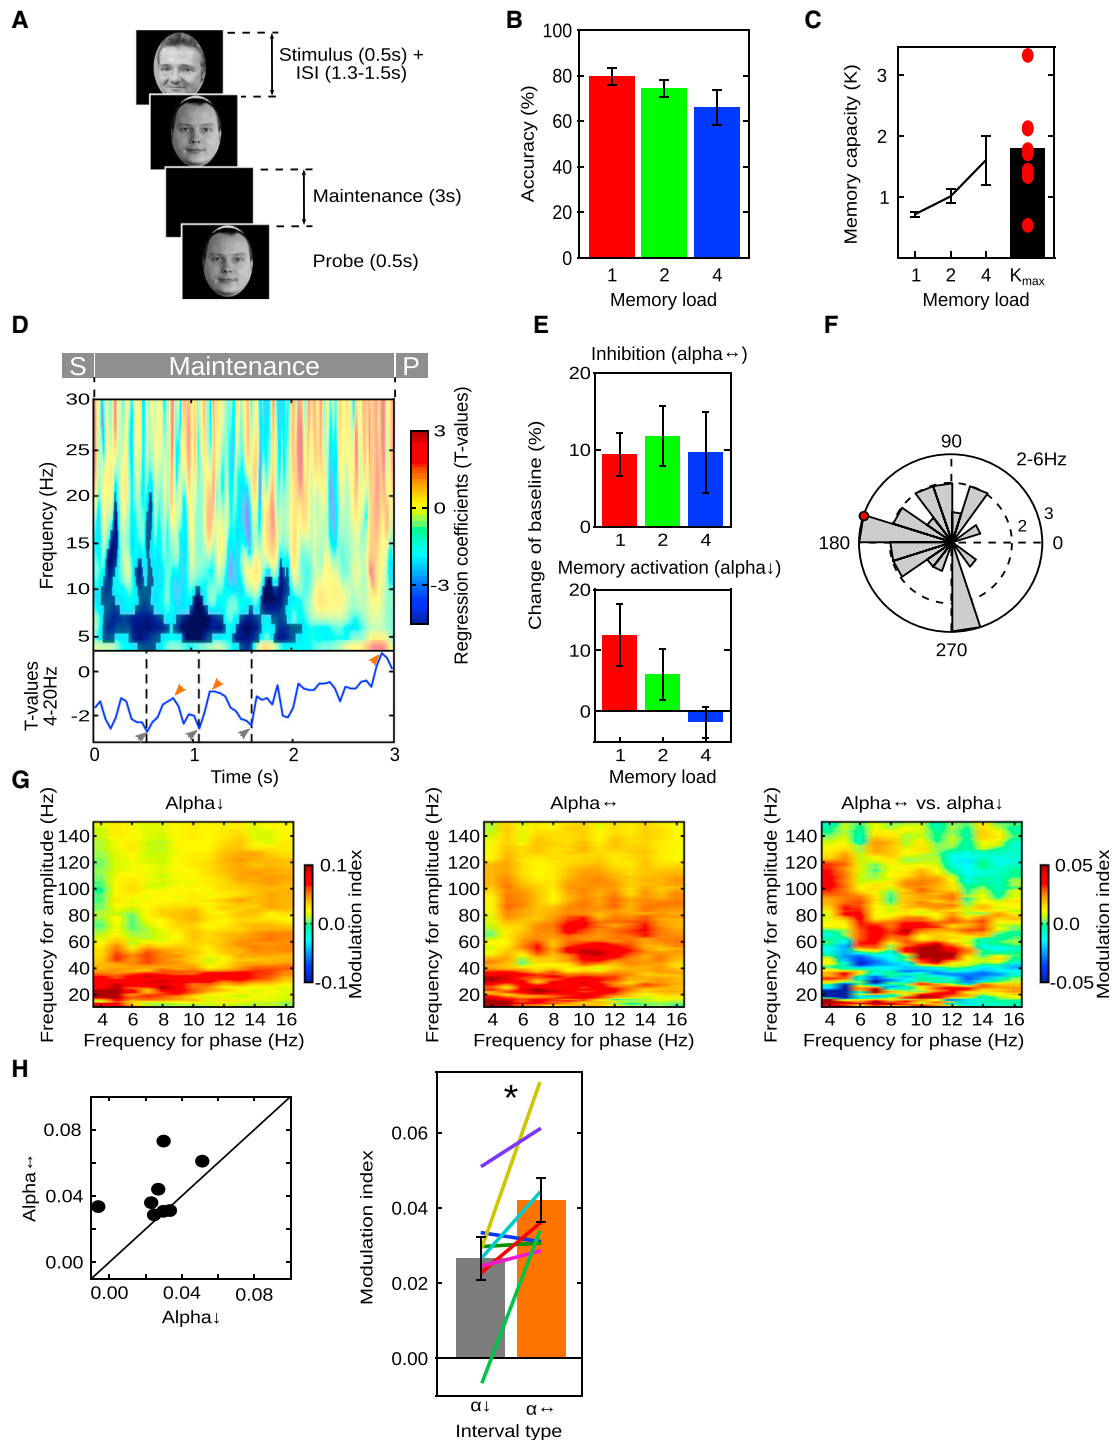 A
Stimulus (0.5s) +
ISI (1.3-1.5s)
Maintenance (3s)
Probe (0.5s)
B
Accuracy (%)
100
80
60
40
20
0
1 2 4
Memory load
C
Memory capacity (K)
3
2
1
1 2 4 Kmax
Memory load
D
S Maintenance P
Frequency (Hz)
30
25
20
15
10
5
3
0
-3
Regression coefficients (T-values)
T-values
4-20Hz
0
-2
0 1 2 3
Time (s)
E
Inhibition (alpha↔)
Change of baseline (%)
20
10
0
1 2 4
Memory activation (alpha↓)
20
10
0
1 2 4
Memory load
F
90
2-6Hz
3
2
180
0
270
G
Alpha↓
Frequency for amplitude (Hz)
140
120
100
80
60
40
20
4 6 8 10 12 14 16
Frequency for phase (Hz)
0.1
0.0
-0.1
Modulation index
Alpha↔
Frequency for amplitude (Hz)
140
120
100
80
60
40
20
4 6 8 10 12 14 16
Frequency for phase (Hz)
Alpha↔ vs. alpha↓
Frequency for amplitude (Hz)
140
120
100
80
60
40
20
4 6 8 10 12 14 16
Frequency for phase (Hz)
0.05
0.0
-0.05
Modulation index
H
Alpha↔
0.08
0.04
0.00
0.00 0.04 0.08
Alpha↓
Modulation index
*
0.06
0.04
0.02
0.00
α↓ α↔
Interval type